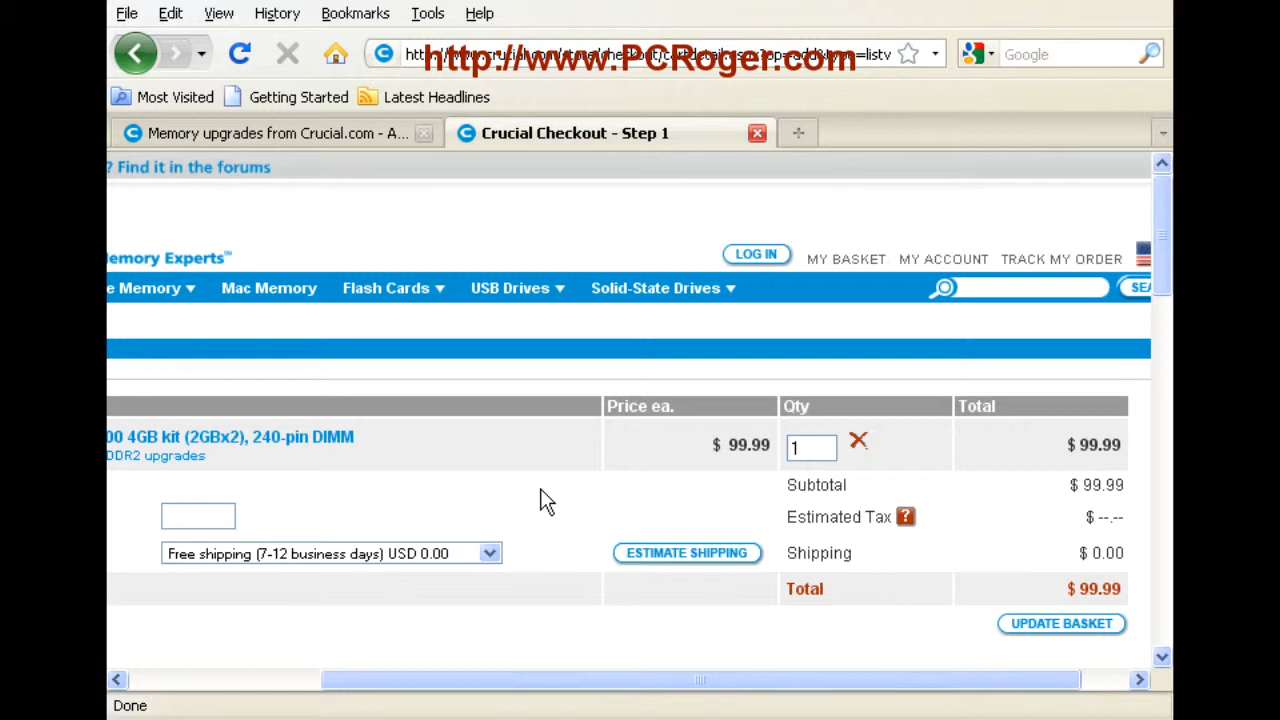 File Edit View History Bookmarks Tools Help
http://www.PCRoger.com
Google
Most Visited Getting Started Latest Headlines
Memory upgrades from Crucial.com - A... Crucial Checkout - Step 1
? Find it in the forums
emory Experts™
LOG IN MY BASKET MY ACCOUNT TRACK MY ORDER
e Memory Mac Memory Flash Cards USB Drives Solid-State Drives SEA
Price ea. Qty Total
00 4GB kit (2GBx2), 240-pin DIMM $ 99.99 1 $ 99.99
DDR2 upgrades
Subtotal $ 99.99
Estimated Tax ? $ --.--
Free shipping (7-12 business days) USD 0.00 ESTIMATE SHIPPING Shipping $ 0.00
Total $ 99.99
UPDATE BASKET
Done